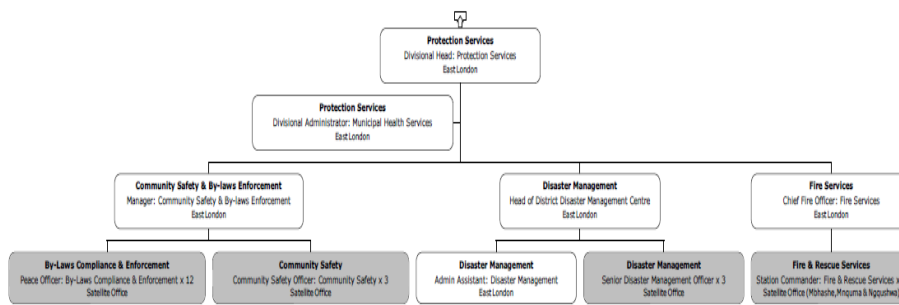 Protection Services
Divisional Head: Protection Services
East London
Protection Services
Divisional Administrator: Municipal Health Services
East London
Community Safety & By-laws Enforcement
Manager: Community Safety & By-laws Enforcement
East London
Disaster Management
Head of District Disaster Management Centre
East London
Fire Services
Chief Fire Officer: Fire Services
East London
By-Laws Compliance & Enforcement
Peace Officer: By-Laws Compliance & Enforcement x 12
Satellite Office
Community Safety
Community Safety Officer: Community Safety x 3
Satellite Office
Disaster Management
Admin Assistant: Disaster Management
East London
Disaster Management
Senior Disaster Management Officer x 3
Satellite Office
Fire & Rescue Services
Station Commander: Fire & Rescue Services x
Satellite Office (Mbhashe, Mnquma & Ngqushwa)